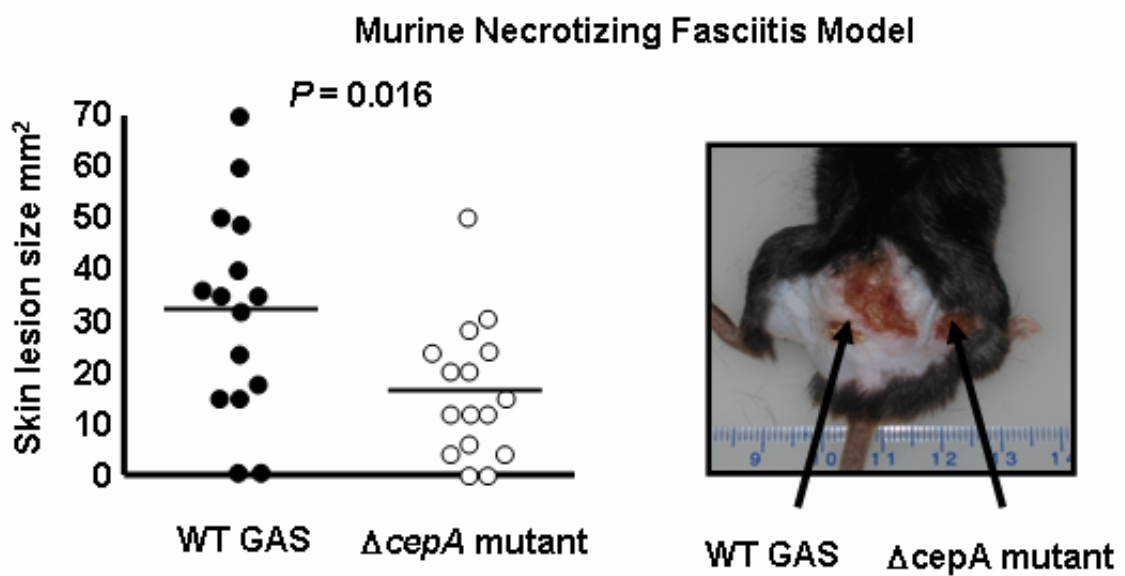 Murine Necrotizing Fasciitis Model
P = 0.016
Skin lesion size mm²
70
60
50
40
30
20
10
0
WT GAS
ΔcepA mutant
9 10 11 12 13 14
WT GAS
ΔcepA mutant